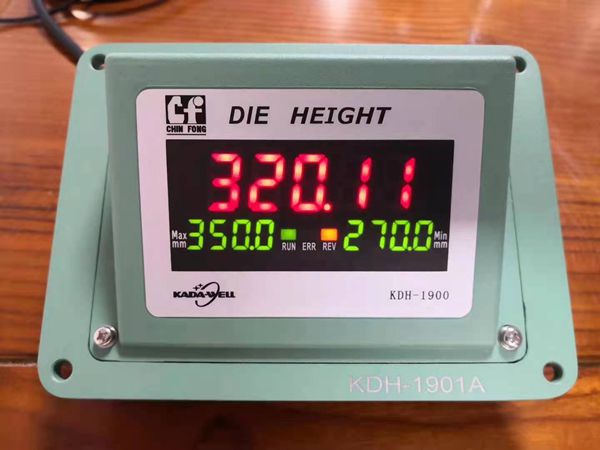 cf
CHIN FONG
DIE HEIGHT
320.11
Max
mm
350.0
RUN ERR REV
270.0
Min
mm
KADA-WELL
KDH-1900
KDH-1901A